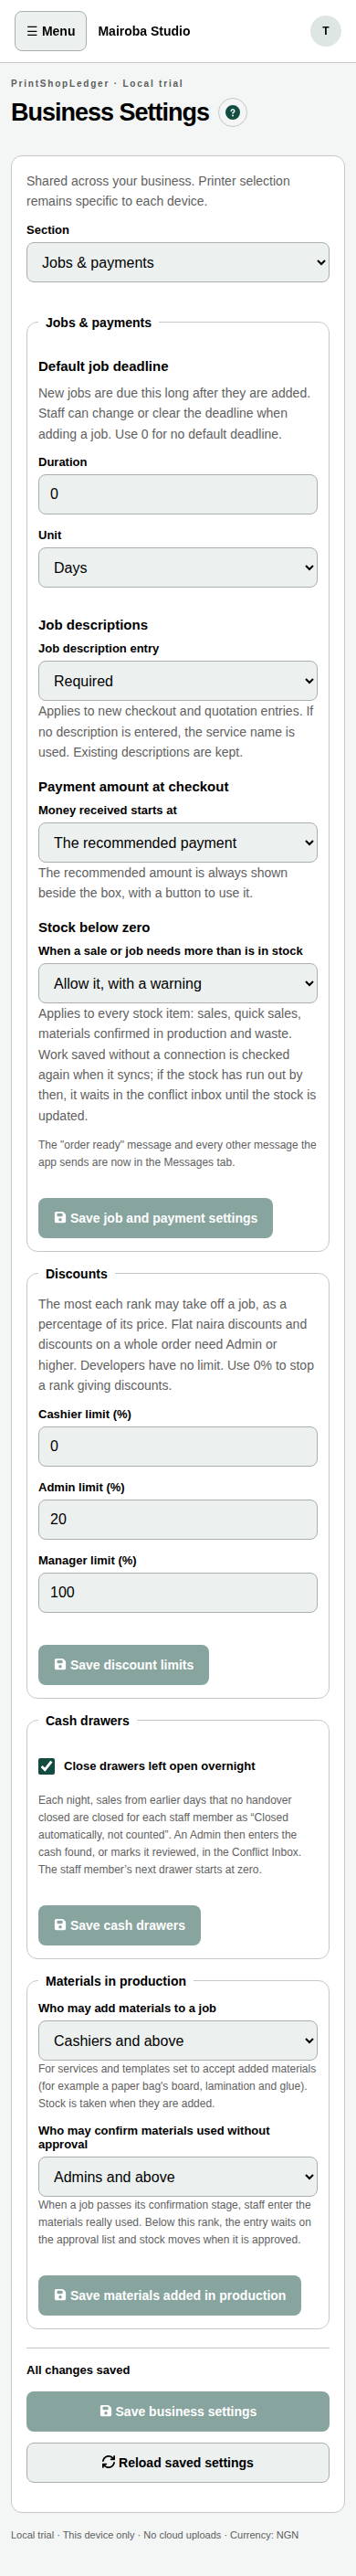 ☰ Menu
Mairoba Studio
T
PrintShopLedger · Local trial
Business Settings
?
Shared across your business. Printer selection
remains specific to each device.
Section
Jobs & payments
Jobs & payments
Default job deadline
New jobs are due this long after they are added.
Staff can change or clear the deadline when
adding a job. Use 0 for no default deadline.
Duration
0
Unit
Days
Job descriptions
Job description entry
Required
Applies to new checkout and quotation entries. If
no description is entered, the service name is
used. Existing descriptions are kept.
Payment amount at checkout
Money received starts at
The recommended payment
The recommended amount is always shown
beside the box, with a button to use it.
Stock below zero
When a sale or job needs more than is in stock
Allow it, with a warning
Applies to every stock item: sales, quick sales,
materials confirmed in production and waste.
Work saved without a connection is checked
again when it syncs; if the stock has run out by
then, it waits in the conflict inbox until the stock is
updated.
The "order ready" message and every other message the
app sends are now in the Messages tab.
Save job and payment settings
Discounts
The most each rank may take off a job, as a
percentage of its price. Flat naira discounts and
discounts on a whole order need Admin or
higher. Developers have no limit. Use 0% to stop
a rank giving discounts.
Cashier limit (%)
0
Admin limit (%)
20
Manager limit (%)
100
Save discount limits
Cash drawers
Close drawers left open overnight
Each night, sales from earlier days that no handover
closed are closed for each staff member as “Closed
automatically, not counted”. An Admin then enters the
cash found, or marks it reviewed, in the Conflict Inbox.
The staff member’s next drawer starts at zero.
Save cash drawers
Materials in production
Who may add materials to a job
Cashiers and above
For services and templates set to accept added materials
(for example a paper bag's board, lamination and glue).
Stock is taken when they are added.
Who may confirm materials used without
approval
Admins and above
When a job passes its confirmation stage, staff enter the
materials really used. Below this rank, the entry waits on
the approval list and stock moves when it is approved.
Save materials added in production
All changes saved
Save business settings
Reload saved settings
Local trial · This device only · No cloud uploads · Currency: NGN